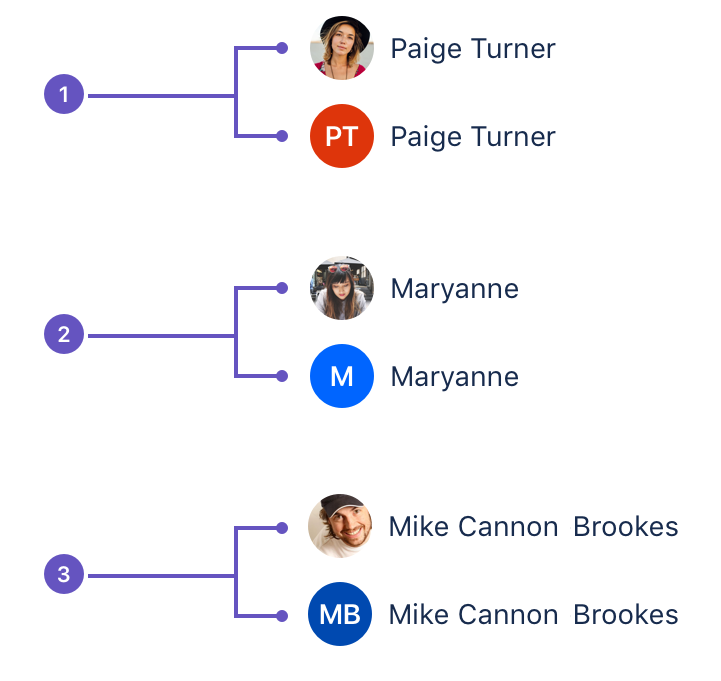 1
Paige Turner
PT Paige Turner
2
Maryanne
M Maryanne
3
Mike Cannon Brookes
MB Mike Cannon Brookes